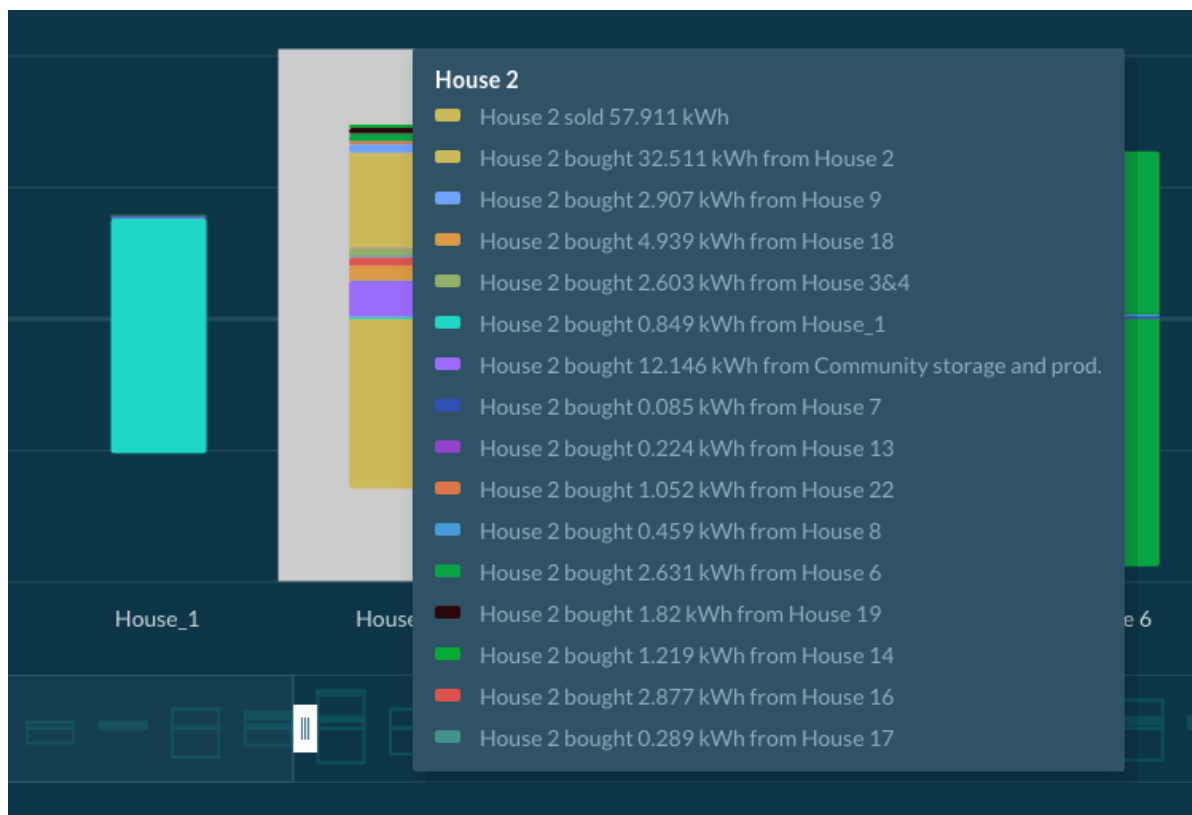 House 2
House 2 sold 57.911 kWh
House 2 bought 32.511 kWh from House 2
House 2 bought 2.907 kWh from House 9
House 2 bought 4.939 kWh from House 18
House 2 bought 2.603 kWh from House 3&4
House 2 bought 0.849 kWh from House_1
House 2 bought 12.146 kWh from Community storage and prod.
House 2 bought 0.085 kWh from House 7
House 2 bought 0.224 kWh from House 13
House 2 bought 1.052 kWh from House 22
House 2 bought 0.459 kWh from House 8
House 2 bought 2.631 kWh from House 6
House 2 bought 1.82 kWh from House 19
House 2 bought 1.219 kWh from House 14
House 2 bought 2.877 kWh from House 16
House 2 bought 0.289 kWh from House 17
House_1
House
e 6